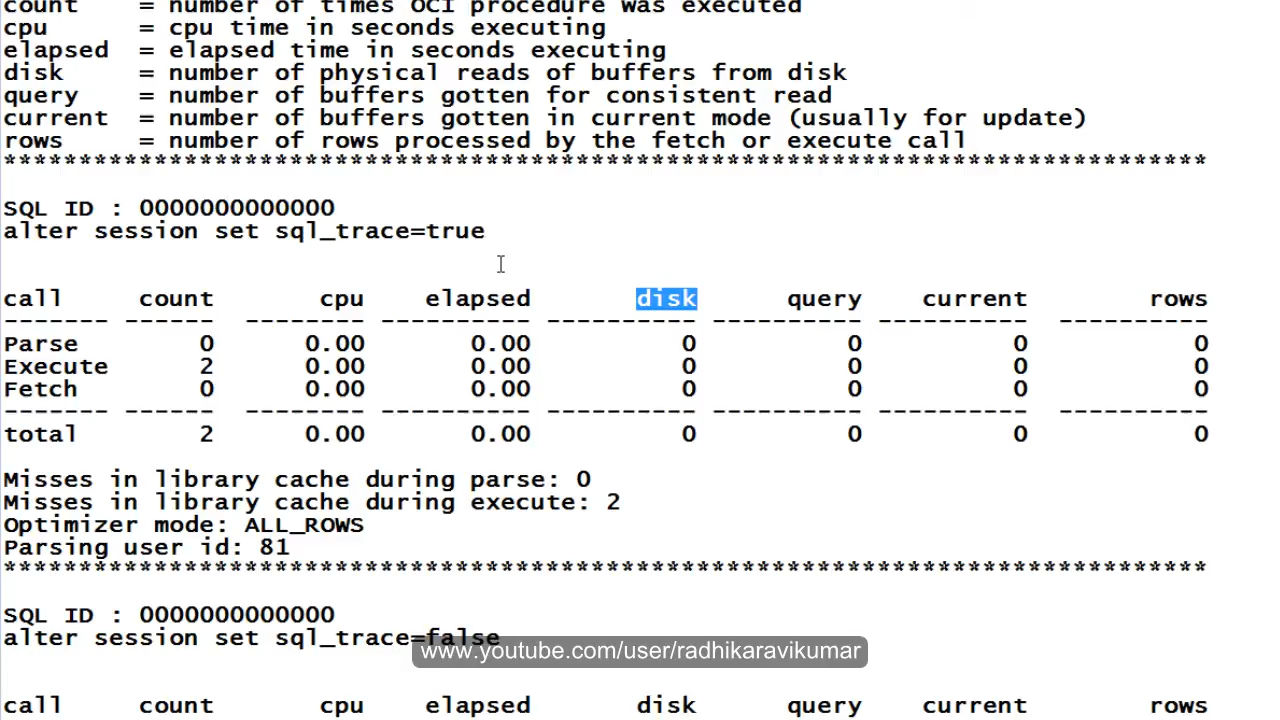 count    = number of times OCI procedure was executed
cpu      = cpu time in seconds executing
elapsed  = elapsed time in seconds executing
disk     = number of physical reads of buffers from disk
query    = number of buffers gotten for consistent read
current  = number of buffers gotten in current mode (usually for update)
rows     = number of rows processed by the fetch or execute call
********************************************************************************
SQL ID : 0000000000000
alter session set sql_trace=true
call     count       cpu    elapsed       disk      query    current        rows
------- ------  -------- ---------- ---------- ---------- ----------  ----------
Parse        0      0.00       0.00          0          0          0           0
Execute      2      0.00       0.00          0          0          0           0
Fetch        0      0.00       0.00          0          0          0           0
------- ------  -------- ---------- ---------- ---------- ----------  ----------
total        2      0.00       0.00          0          0          0           0
Misses in library cache during parse: 0
Misses in library cache during execute: 2
Optimizer mode: ALL_ROWS
Parsing user id: 81
********************************************************************************
SQL ID : 0000000000000
alter session set sql_trace=false
www.youtube.com/user/radhikaravikumar
call     count       cpu    elapsed       disk      query    current        rows